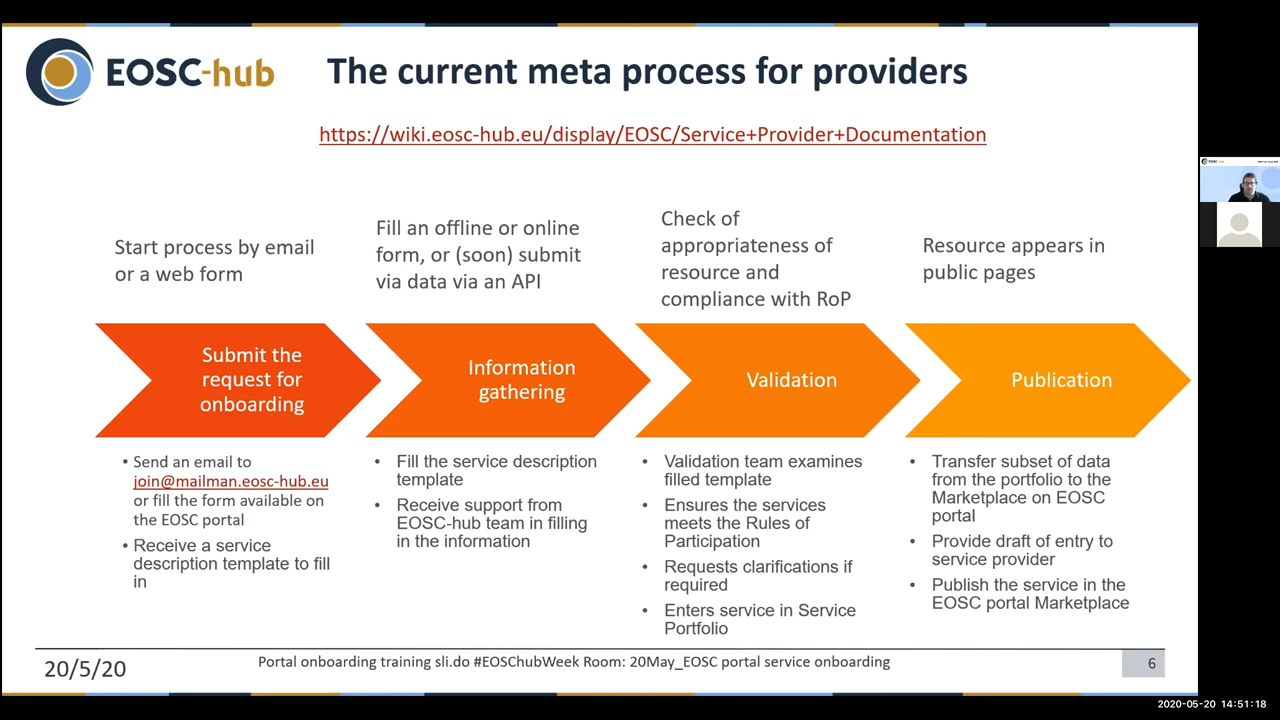 EOSC-hub
The current meta process for providers
https://wiki.eosc-hub.eu/display/EOSC/Service+Provider+Documentation
Start process by email
or a web form
Fill an offline or online
form, or (soon) submit
via data via an API
Check of
appropriateness of
resource and
compliance with RoP
Resource appears in
public pages
Submit the
request for
onboarding
Information
gathering
Validation
Publication
• Send an email to
join@mailman.eosc-hub.eu
or fill the form available on
the EOSC portal
• Receive a service
description template to fill
in
• Fill the service description
template
• Receive support from
EOSC-hub team in filling
in the information
• Validation team examines
filled template
• Ensures the services
meets the Rules of
Participation
• Requests clarifications if
required
• Enters service in Service
Portfolio
• Transfer subset of data
from the portfolio to the
Marketplace on EOSC
portal
• Provide draft of entry to
service provider
• Publish the service in the
EOSC portal Marketplace
20/5/20
Portal onboarding training sli.do #EOSChubWeek Room: 20May_EOSC portal service onboarding
6
2020-05-20 14:51:18